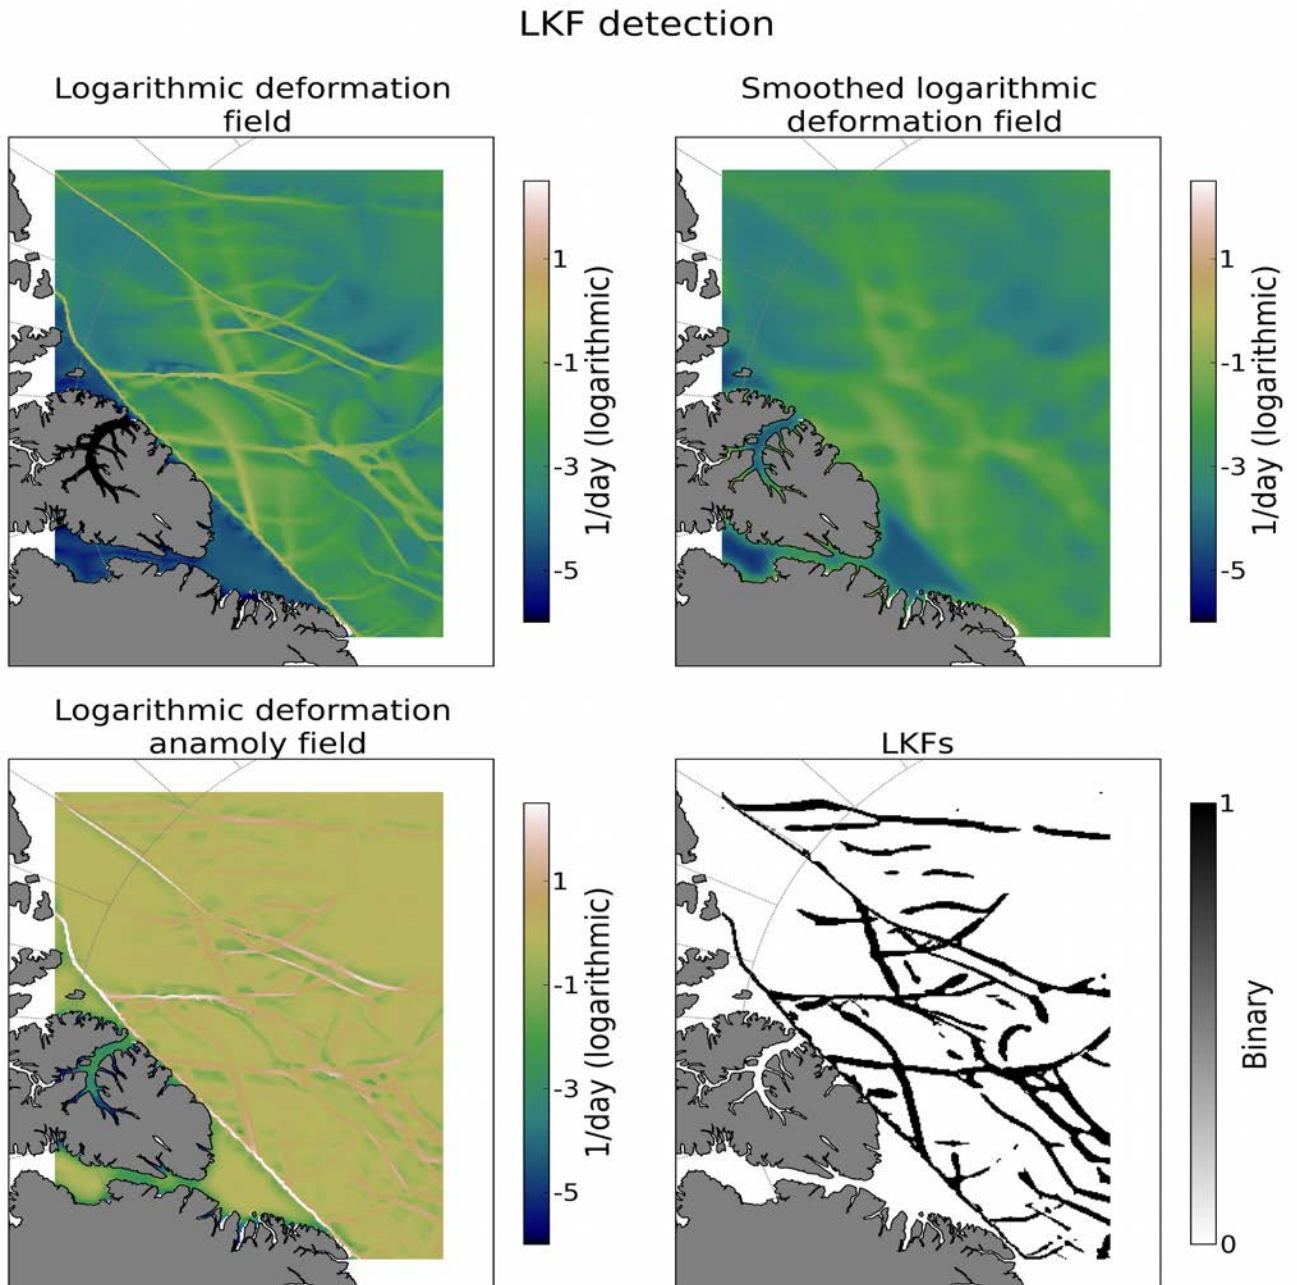 LKF detection
Logarithmic deformation
field
1
-1
-3
-5
1/day (logarithmic)
Smoothed logarithmic
deformation field
1
-1
-3
-5
1/day (logarithmic)
Logarithmic deformation
anamoly field
1
-1
-3
-5
1/day (logarithmic)
LKFs
1
0
Binary